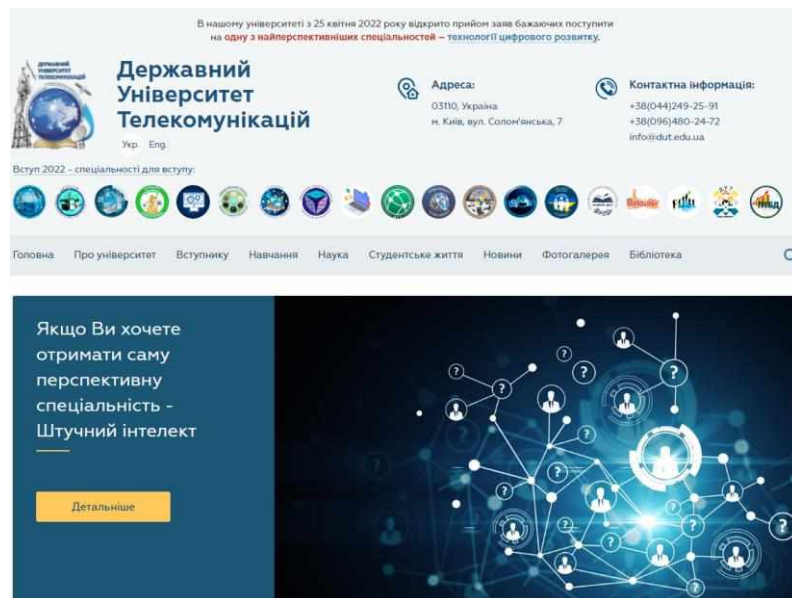 В нашому університеті з 25 квітня 2022 року відкрито прийом заяв бажаючих поступити
на одну з найперспективніших спеціальностей – технології цифрового розвитку.
ДЕРЖАВНИЙ
УНІВЕРСИТЕТ
ТЕЛЕКОМУНІКАЦІЙ
Державний
Університет
Телекомунікацій
Укр. Eng.
Адреса:
03110, Україна
м. Київ, вул. Солом'янська, 7
Контактна інформація:
+38(044)249-25-91
+38(096)480-24-72
info@dut.edu.ua
Вступ 2022 – спеціальності для вступу:
Головна Про університет Вступнику Навчання Наука Студентське життя Новини Фотогалерея Бібліотека
Якщо Ви хочете
отримати саму
перспективну
спеціальність -
Штучний інтелект
Детальніше